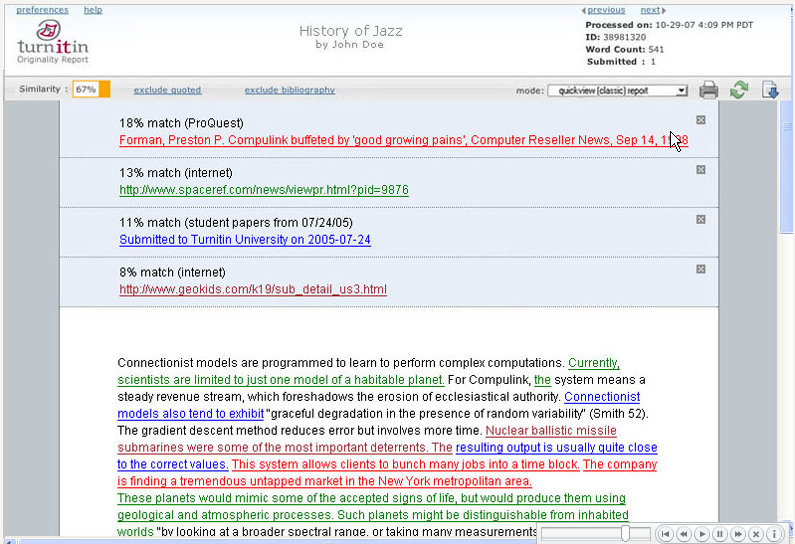 preferences help
previous next
turnitin
Originality Report
History of Jazz
by John Doe
Processed on: 10-29-07 4:09 PM PDT
ID: 38981320
Word Count: 541
Submitted : 1
Similarity : 67% exclude quoted exclude bibliography mode: quickview (classic) report
18% match (ProQuest)
Forman, Preston P. Compulink buffeted by 'good growing pains', Computer Reseller News, Sep 14,
13% match (internet)
http://www.spaceref.com/news/viewpr.html?pid=9876
11% match (student papers from 07/24/05)
Submitted to Turnitin University on 2005-07-24
8% match (internet)
http://www.geokids.com/k19/sub_detail_us3.html
Connectionist models are programmed to learn to perform complex computations. Currently,
scientists are limited to just one model of a habitable planet. For Compulink, the system means a
steady revenue stream, which foreshadows the erosion of ecclesiastical authority. Connectionist
models also tend to exhibit "graceful degradation in the presence of random variability" (Smith 52).
The gradient descent method reduces error but involves more time. Nuclear ballistic missile
submarines were some of the most important deterrents. The resulting output is usually quite close
to the correct values. This system allows clients to bunch many jobs into a time block. The company
is finding a tremendous untapped market in the New York metropolitan area.
These planets would mimic some of the accepted signs of life, but would produce them using
geological and atmospheric processes. Such planets might be distinguishable from inhabited
worlds "by looking at a broader spectral range, or taking many measurements